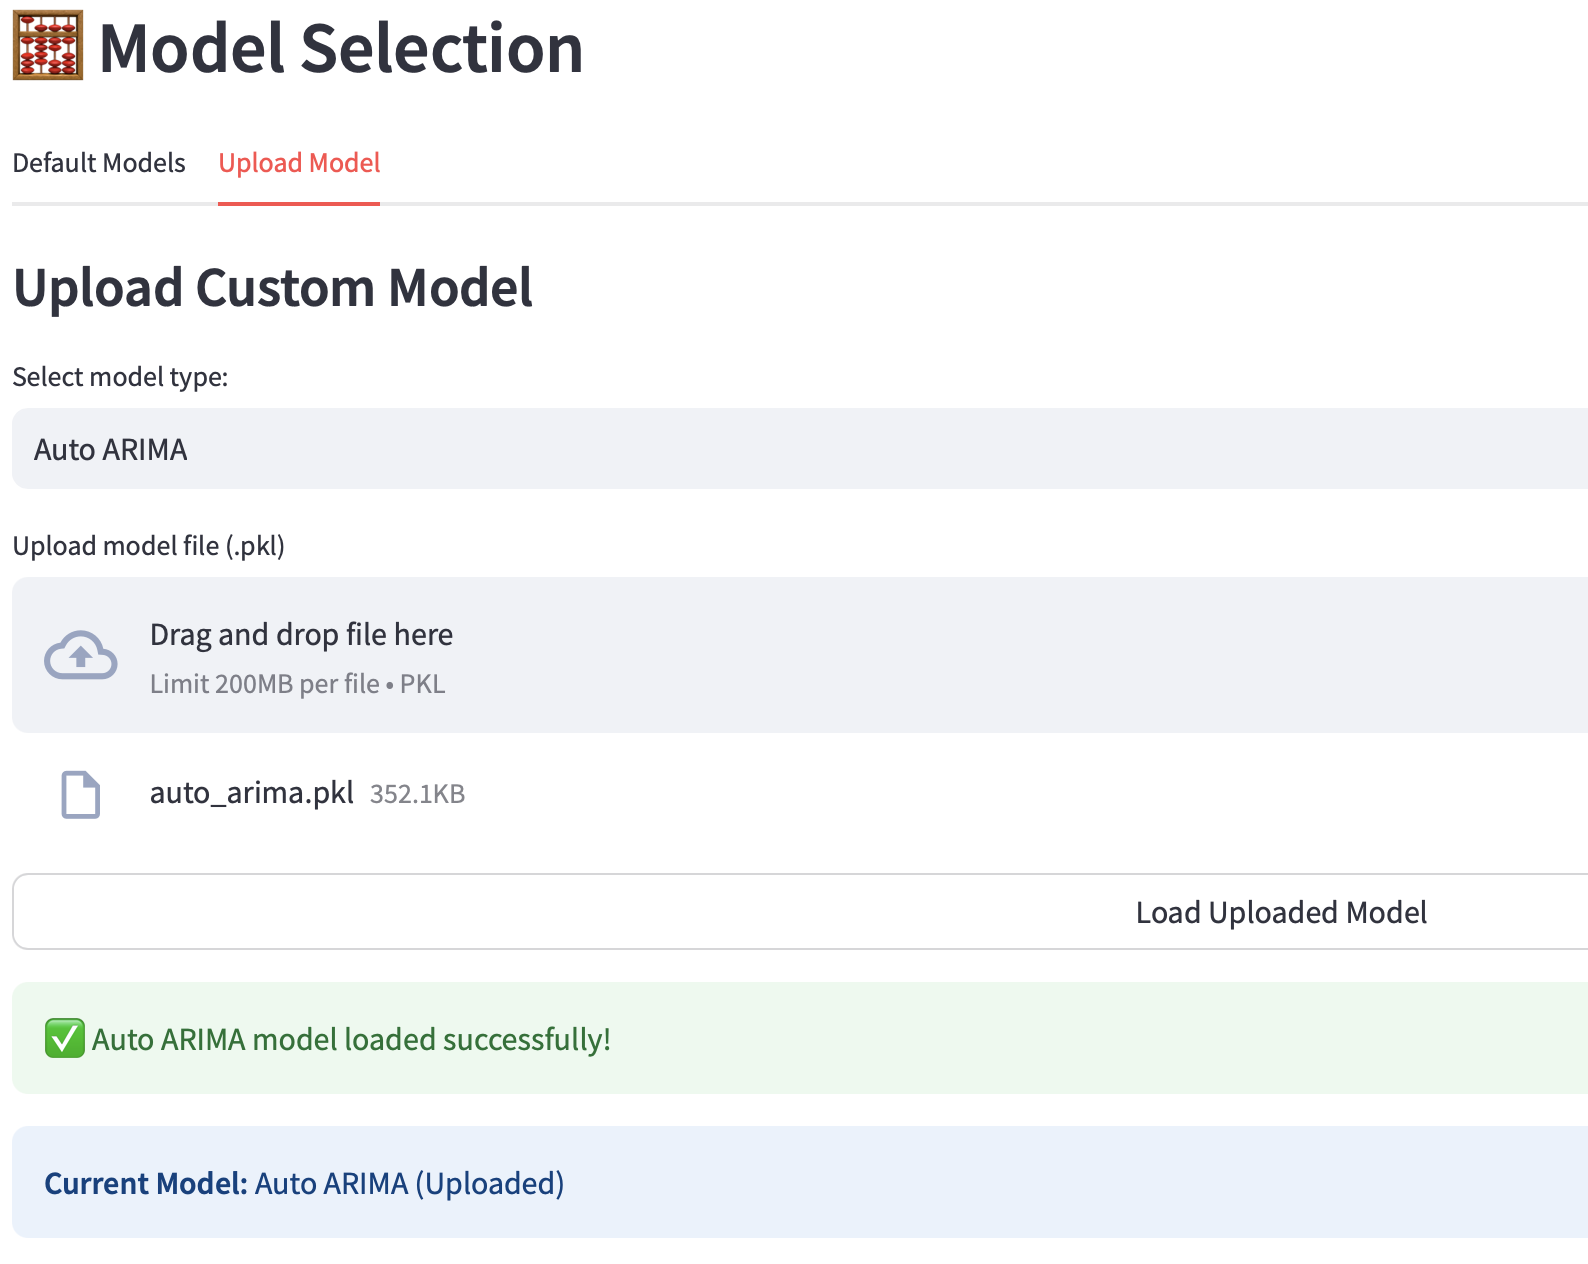 Model Selection
Default Models Upload Model
Upload Custom Model
Select model type:
Auto ARIMA
Upload model file (.pkl)
Drag and drop file here
Limit 200MB per file • PKL
auto_arima.pkl 352.1KB
Load Uploaded Model
✅ Auto ARIMA model loaded successfully!
Current Model: Auto ARIMA (Uploaded)